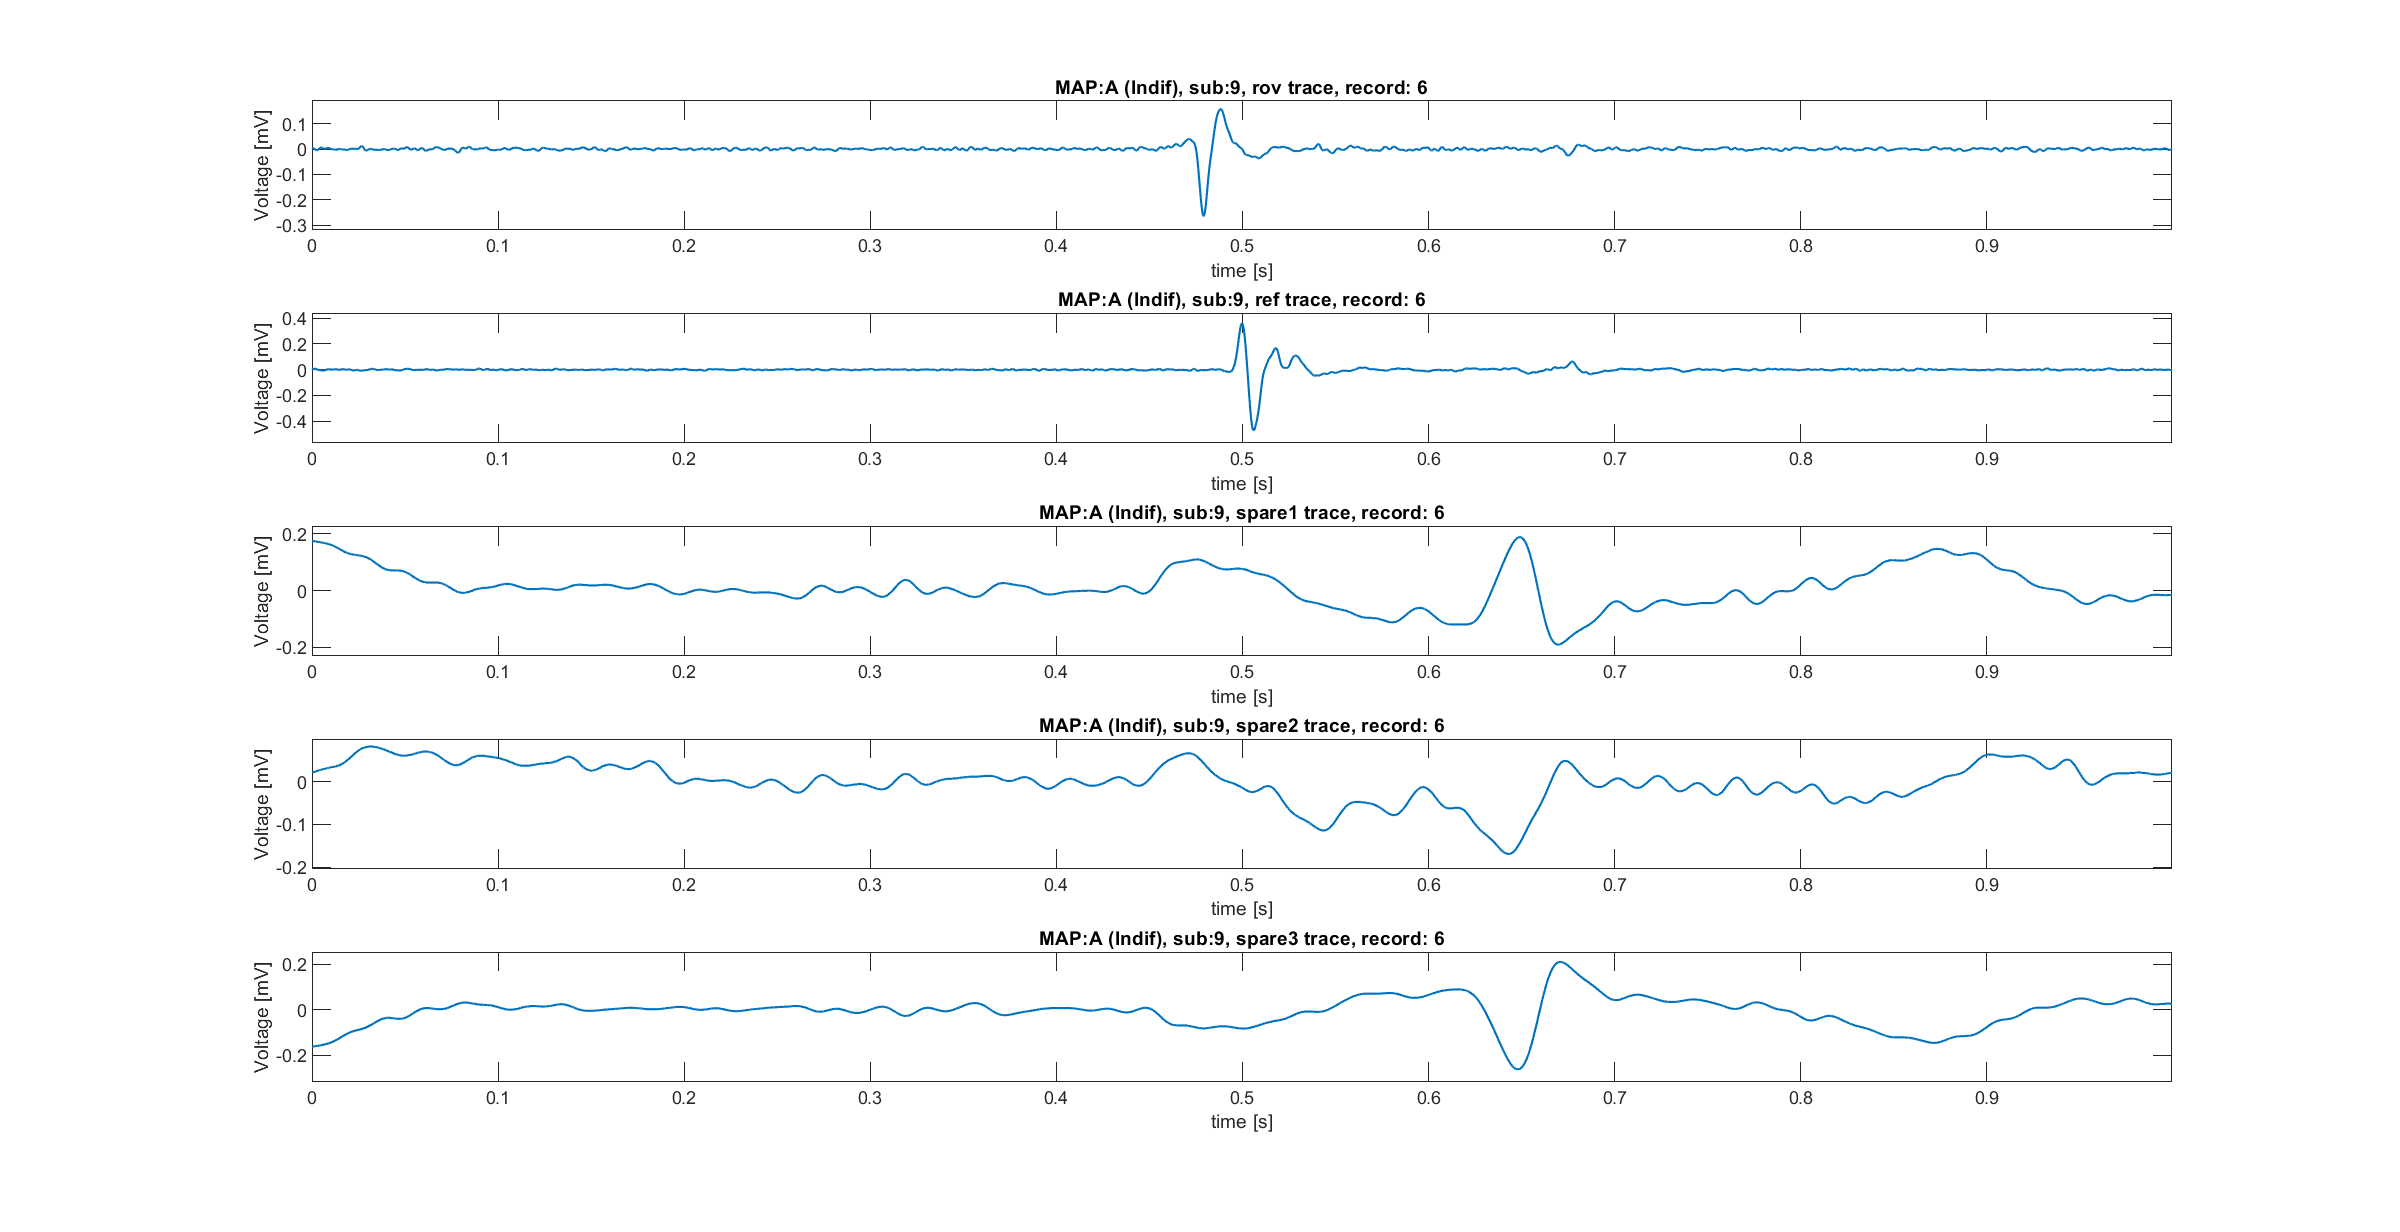 MAP:A (Indif), sub:9, rov trace, record: 6
Voltage [mV]
0.1
0
-0.1
-0.2
-0.3
0 0.1 0.2 0.3 0.4 0.5 0.6 0.7 0.8 0.9
time [s]
MAP:A (Indif), sub:9, ref trace, record: 6
Voltage [mV]
0.4
0.2
0
-0.2
-0.4
0 0.1 0.2 0.3 0.4 0.5 0.6 0.7 0.8 0.9
time [s]
MAP:A (Indif), sub:9, spare1 trace, record: 6
Voltage [mV]
0.2
0
-0.2
0 0.1 0.2 0.3 0.4 0.5 0.6 0.7 0.8 0.9
time [s]
MAP:A (Indif), sub:9, spare2 trace, record: 6
Voltage [mV]
0
-0.1
-0.2
0 0.1 0.2 0.3 0.4 0.5 0.6 0.7 0.8 0.9
time [s]
MAP:A (Indif), sub:9, spare3 trace, record: 6
Voltage [mV]
0.2
0
-0.2
0 0.1 0.2 0.3 0.4 0.5 0.6 0.7 0.8 0.9
time [s]